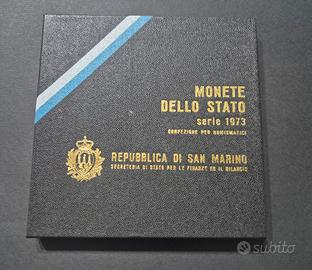 MONETE
DELLO STATO
serie 1973
CONFEZIONE PER NUMISMATICI
REPUBBLICA DI SAN MARINO
SEGRETERIA DI STATO PER LE FINANZE ED IL BILANCIO
subito